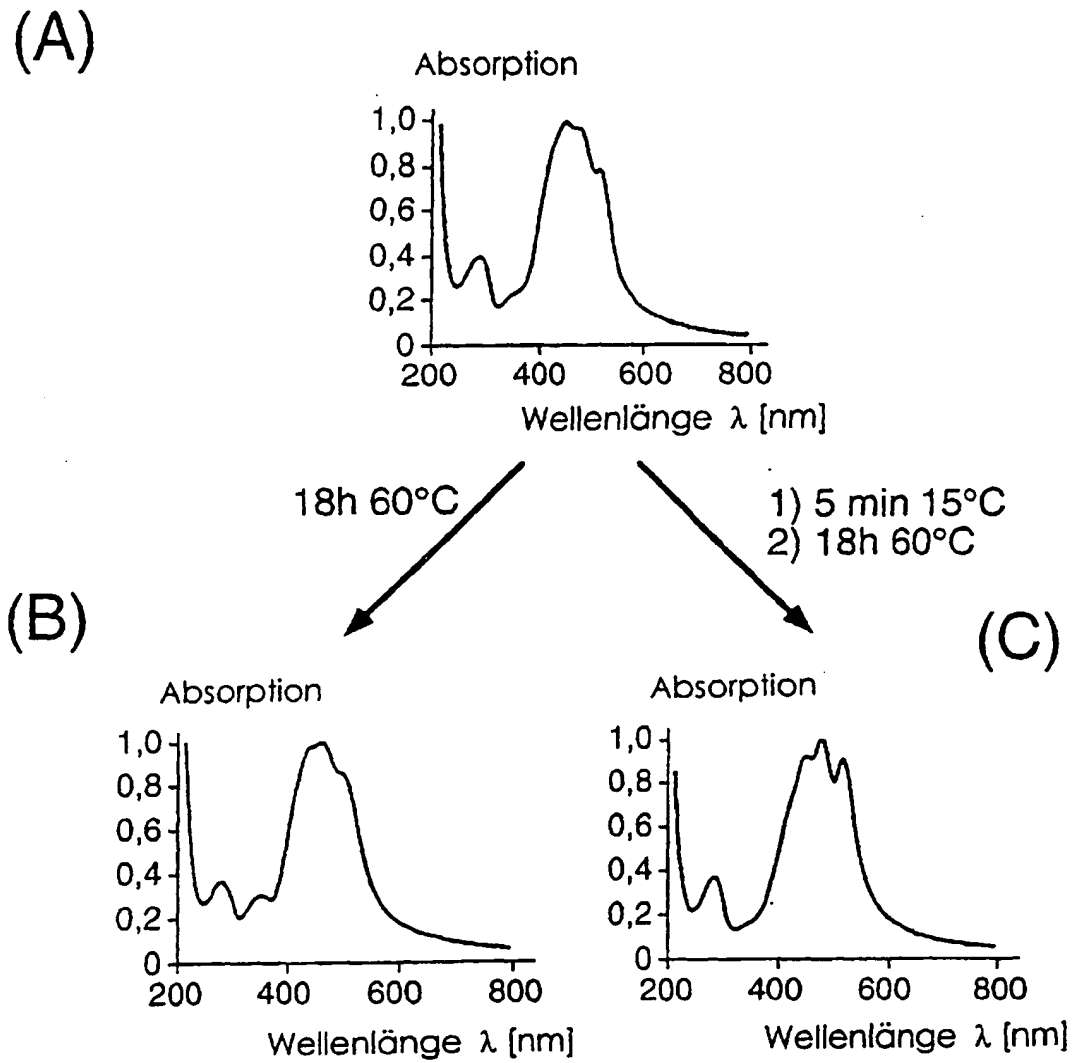 (A)
Absorption
1,0
0,8
0,6
0,4
0,2
0
200 400 600 800
Wellenlänge λ [nm]
18h 60°C
1) 5 min 15°C
2) 18h 60°C
(B)
Absorption
1,0
0,8
0,6
0,4
0,2
0
200 400 600 800
Wellenlänge λ [nm]
(C)
Absorption
1,0
0,8
0,6
0,4
0,2
0
200 400 600 800
Wellenlänge λ [nm]